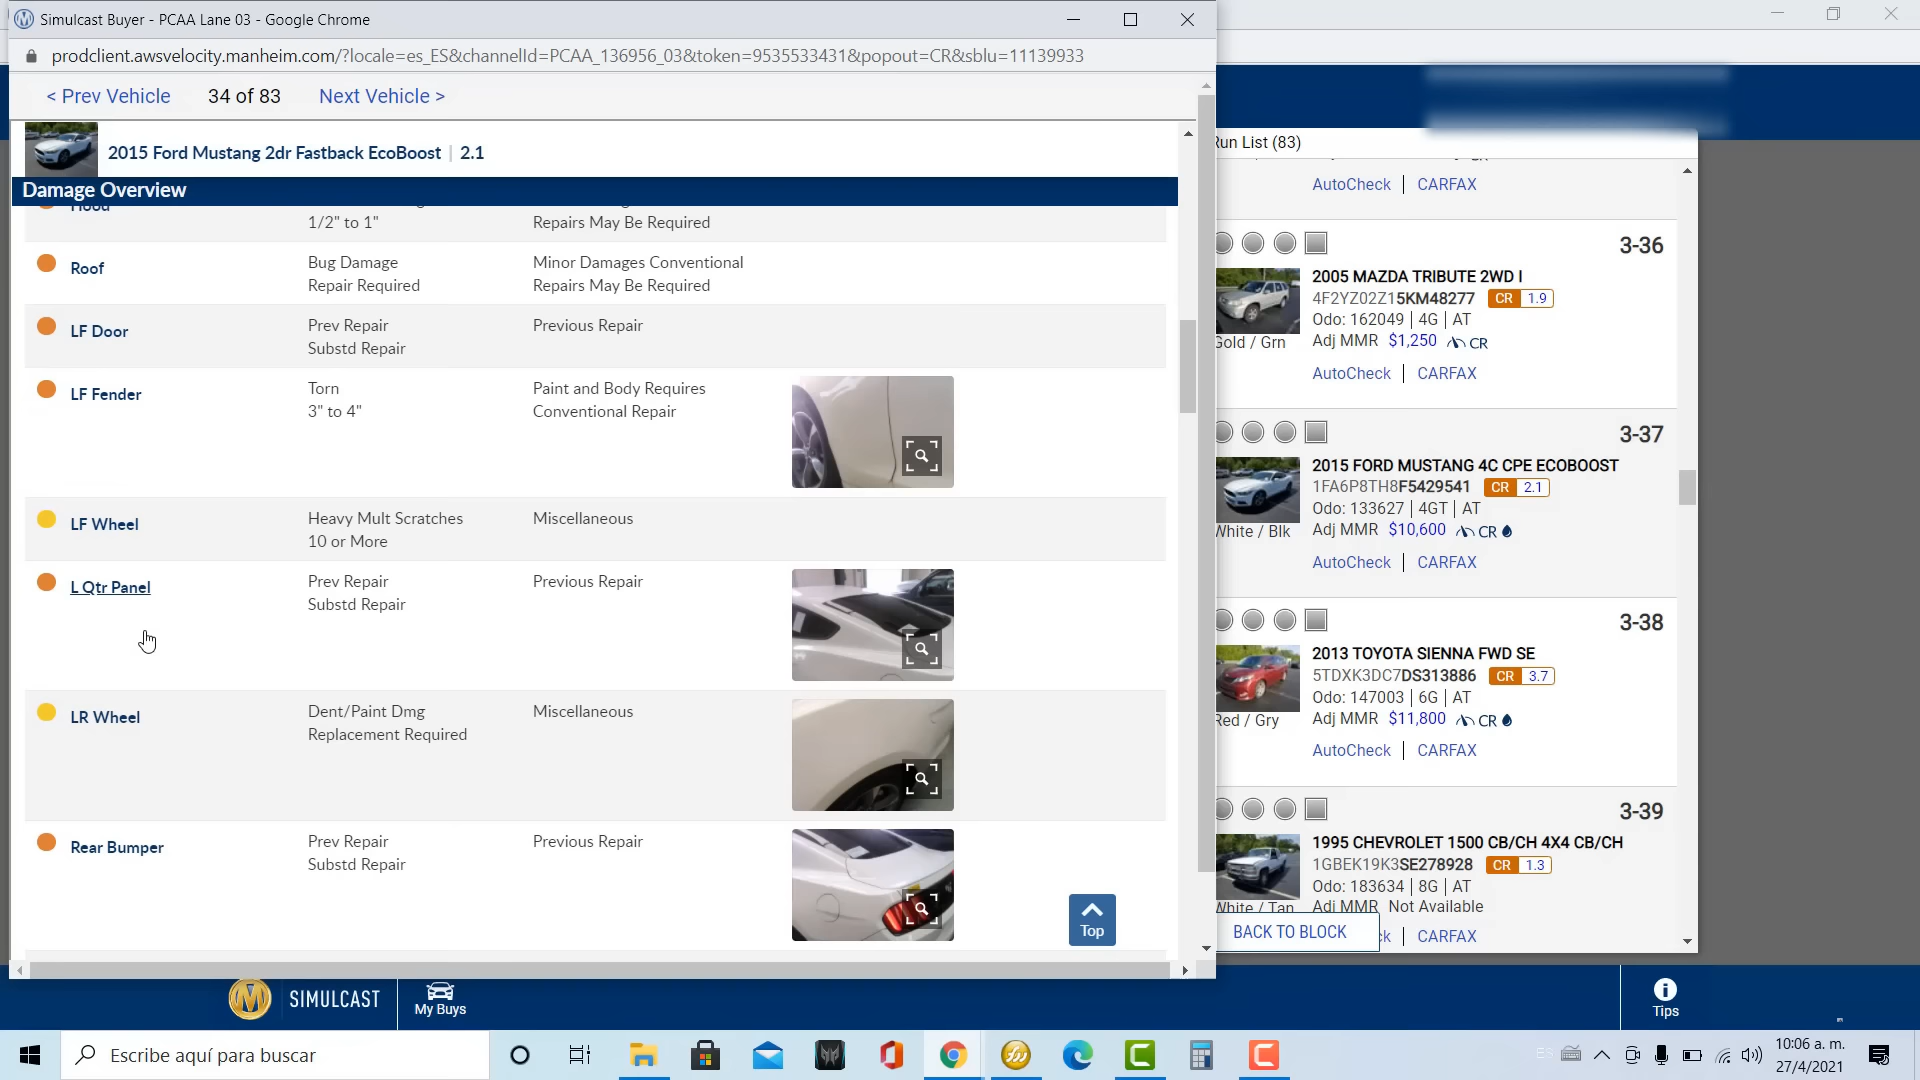 Simulcast Buyer - PCAA Lane 03 - Google Chrome
prodclient.awsvelocity.manheim.com/?locale=es_ES&channelId=PCAA_136956_03&token=9535533431&popout=CR&sblu=11139933
< Prev Vehicle 34 of 83 Next Vehicle >
2015 Ford Mustang 2dr Fastback EcoBoost | 2.1
Damage Overview
Hood
1/2" to 1" Repairs May Be Required
Roof Bug Damage Minor Damages Conventional
Repair Required Repairs May Be Required
LF Door Prev Repair Previous Repair
Substd Repair
LF Fender Torn Paint and Body Requires
3" to 4" Conventional Repair
LF Wheel Heavy Mult Scratches Miscellaneous
10 or More
L Qtr Panel Prev Repair Previous Repair
Substd Repair
LR Wheel Dent/Paint Dmg Miscellaneous
Replacement Required
Rear Bumper Prev Repair Previous Repair
Substd Repair
Top
Run List (83)
AutoCheck | CARFAX
3-36
2005 MAZDA TRIBUTE 2WD I
4F2YZ02Z15KM48277 CR 1.9
Odo: 162049 | 4G | AT
Gold / Grn Adj MMR $1,250 CR
AutoCheck | CARFAX
3-37
2015 FORD MUSTANG 4C CPE ECOBOOST
1FA6P8TH8F5429541 CR 2.1
Odo: 133627 | 4GT | AT
White / Blk Adj MMR $10,600 CR
AutoCheck | CARFAX
3-38
2013 TOYOTA SIENNA FWD SE
5TDXK3DC7DS313886 CR 3.7
Odo: 147003 | 6G | AT
Red / Gry Adj MMR $11,800 CR
AutoCheck | CARFAX
3-39
1995 CHEVROLET 1500 CB/CH 4X4 CB/CH
1GBEK19K3SE278928 CR 1.3
Odo: 183634 | 8G | AT
White / Tan Adj MMR Not Available
BACK TO BLOCK ck | CARFAX
SIMULCAST My Buys Tips
Escribe aquí para buscar
ES
10:06 a. m.
27/4/2021